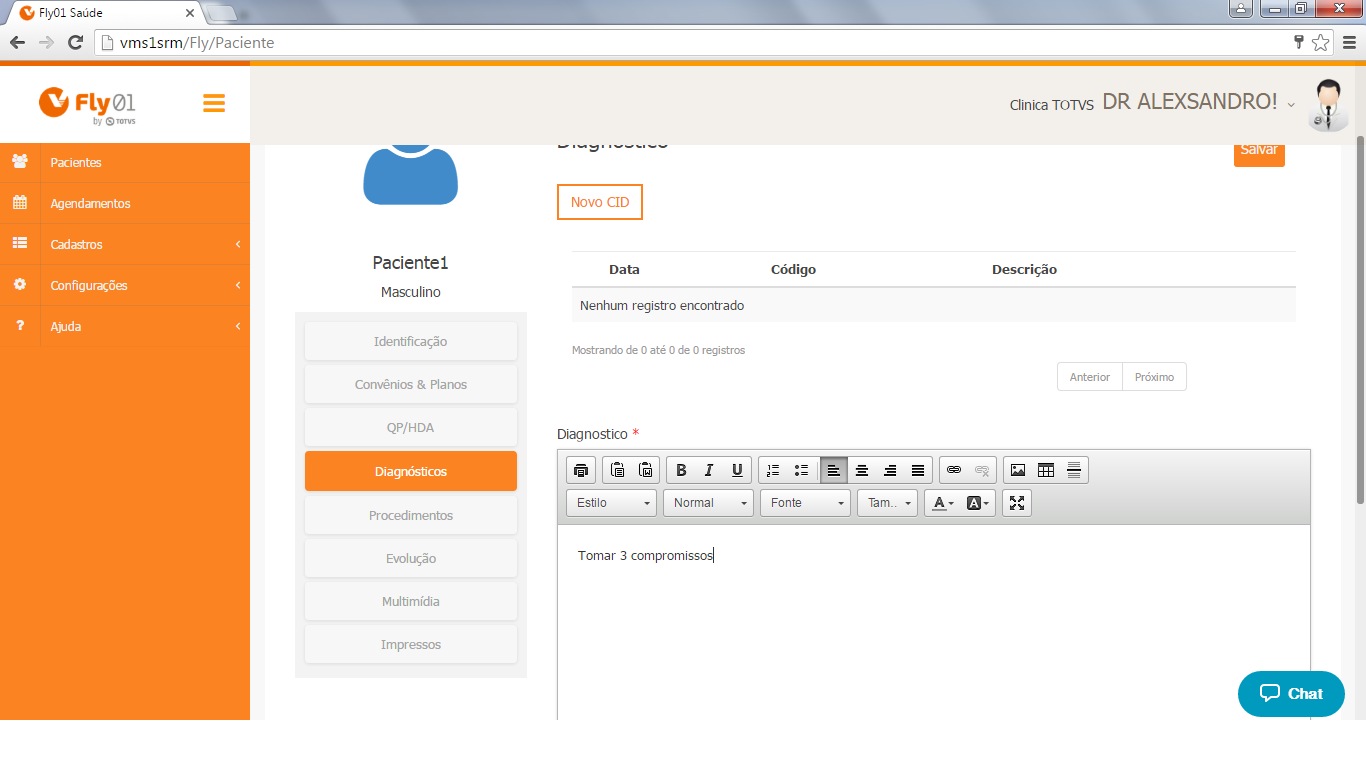 Fly01 Saúde
vms1srm/Fly/Paciente
Fly01
by TOTVS
Clinica TOTVS DR ALEXSANDRO!
Pacientes
Agendamentos
Cadastros
Configurações
Ajuda
Paciente1
Masculino
Identificação
Convênios & Planos
QP/HDA
Diagnósticos
Procedimentos
Evolução
Multimídia
Impressos
Diagnóstico
Salvar
Novo CID
Data Código Descrição
Nenhum registro encontrado
Mostrando de 0 até 0 de 0 registros
Anterior Próximo
Diagnostico *
B I U
Estilo Normal Fonte Tam.. A A
Tomar 3 compromissos
Chat